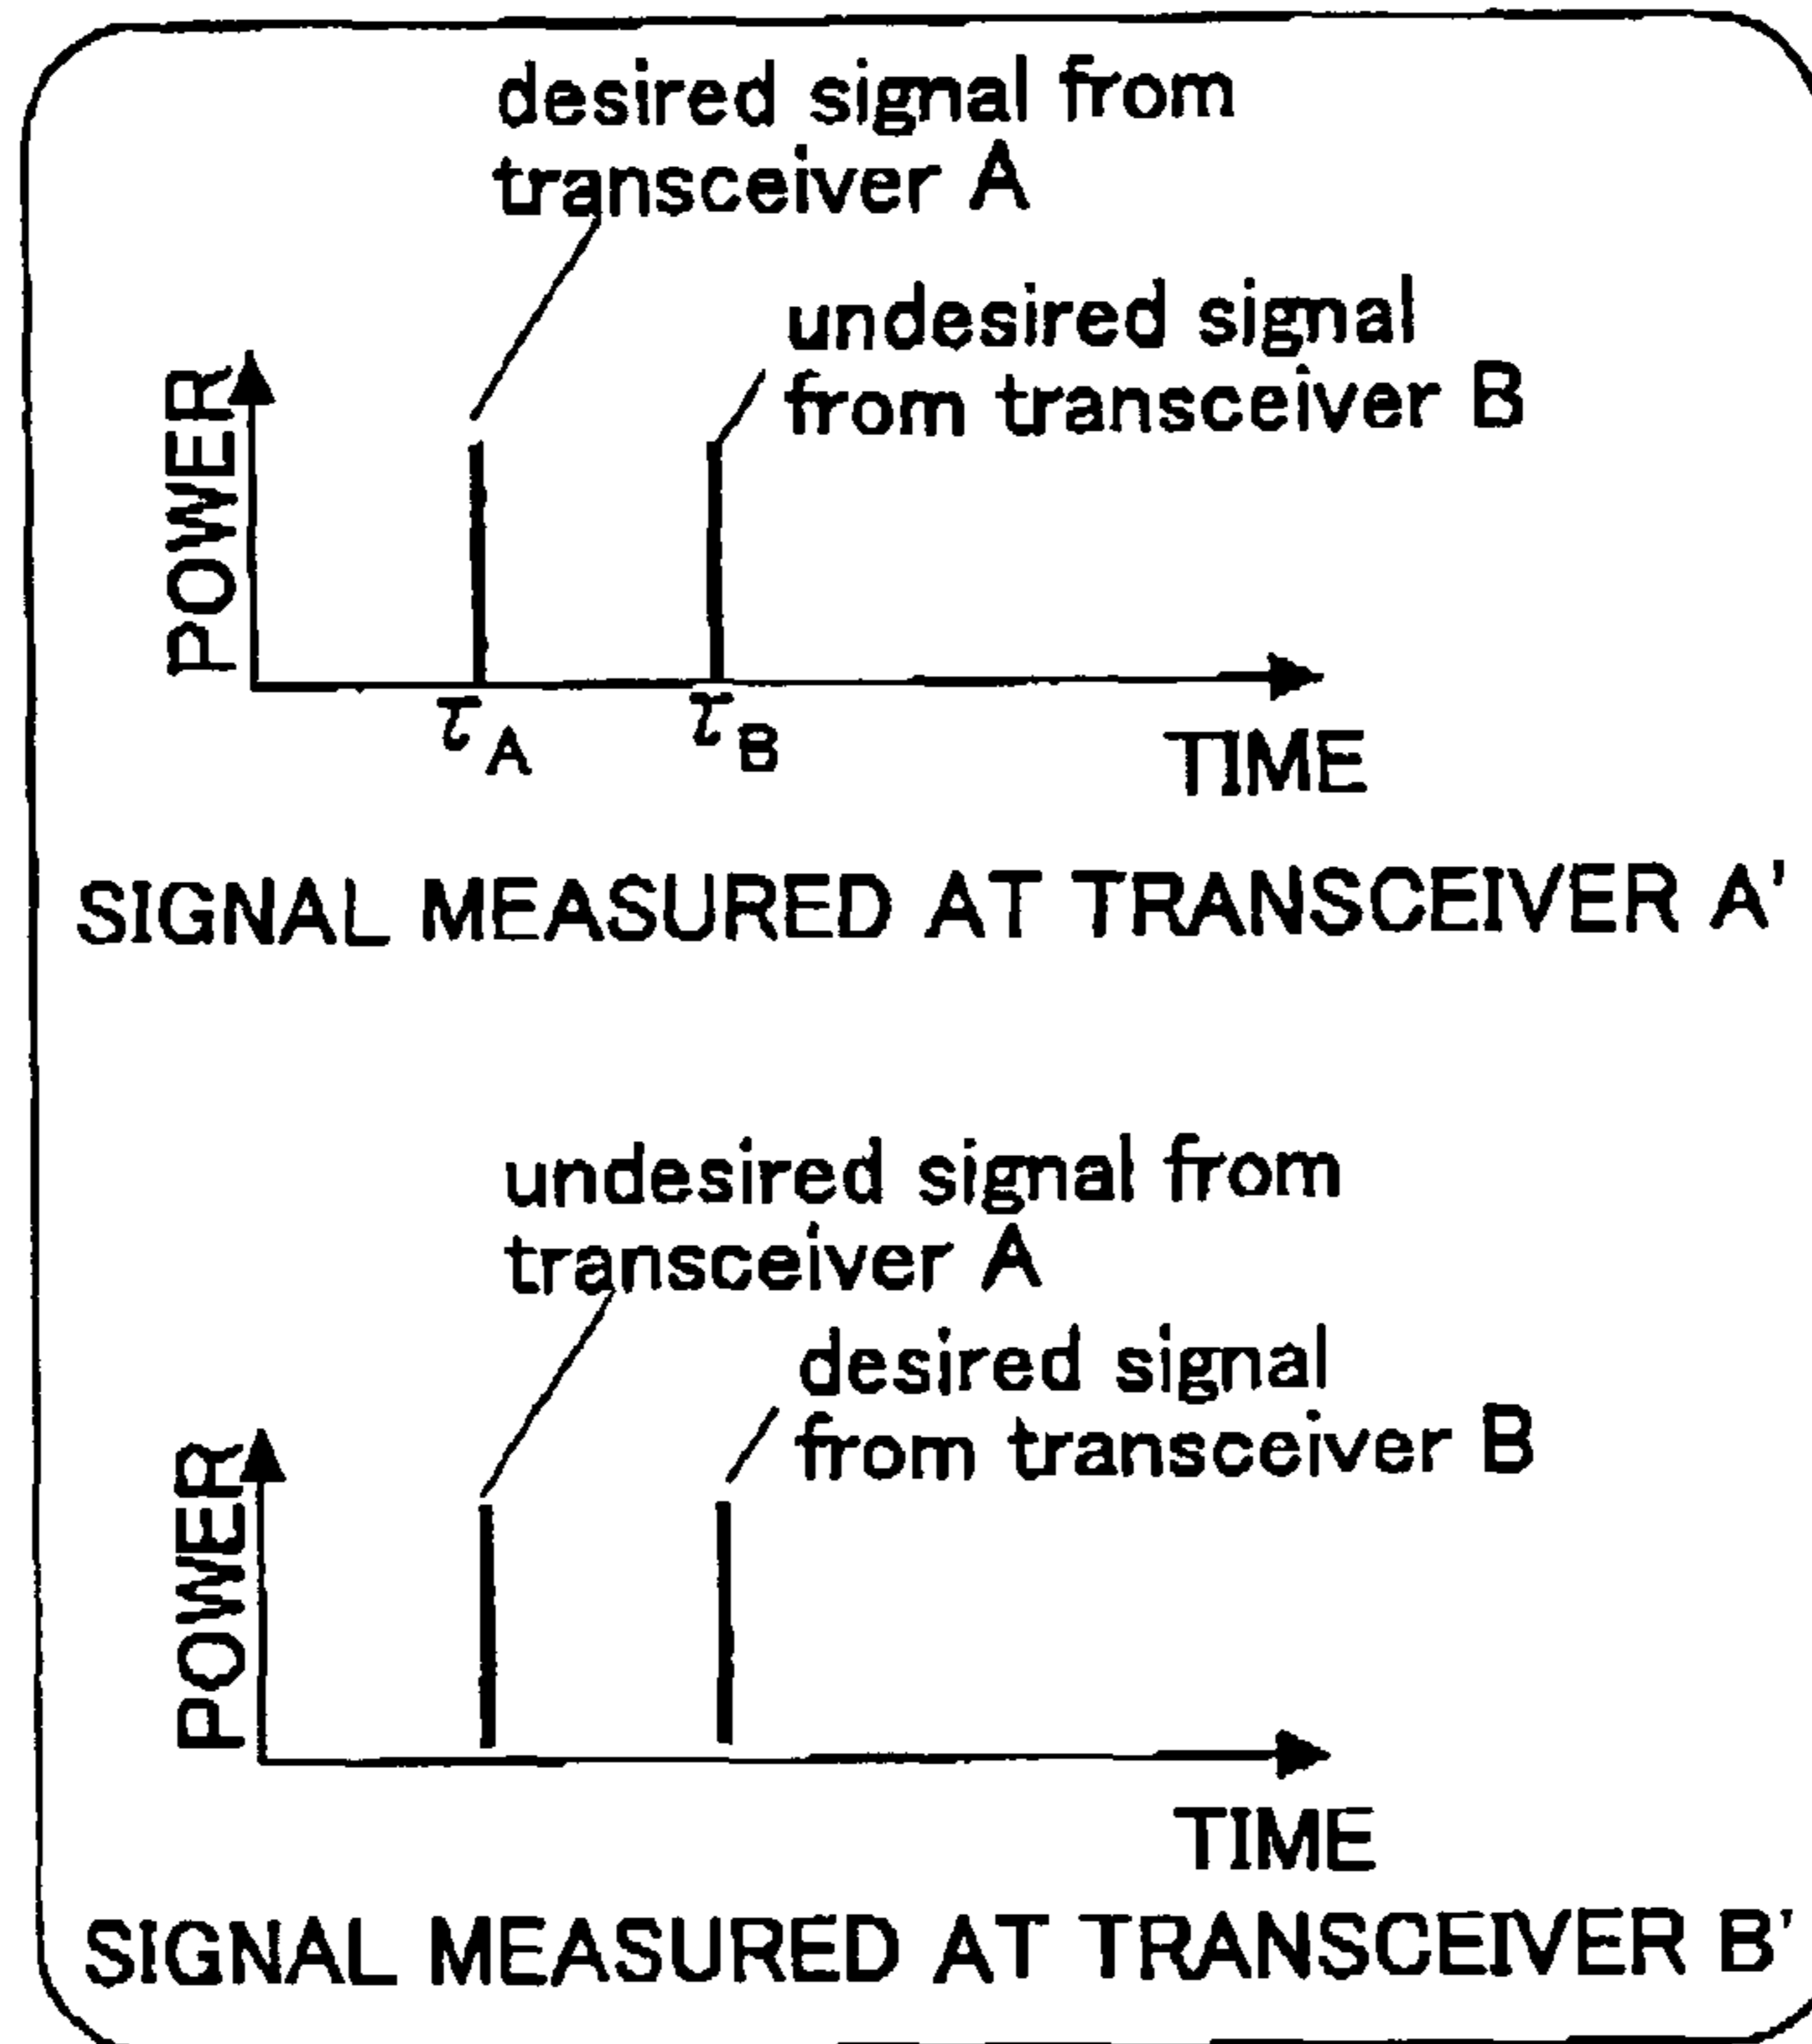 desired signal from
transceiver A
undesired signal
from transceiver B
POWER
τA
τB
TIME
SIGNAL MEASURED AT TRANSCEIVER A'
undesired signal from
transceiver A
desired signal
from transceiver B
POWER
TIME
SIGNAL MEASURED AT TRANSCEIVER B'